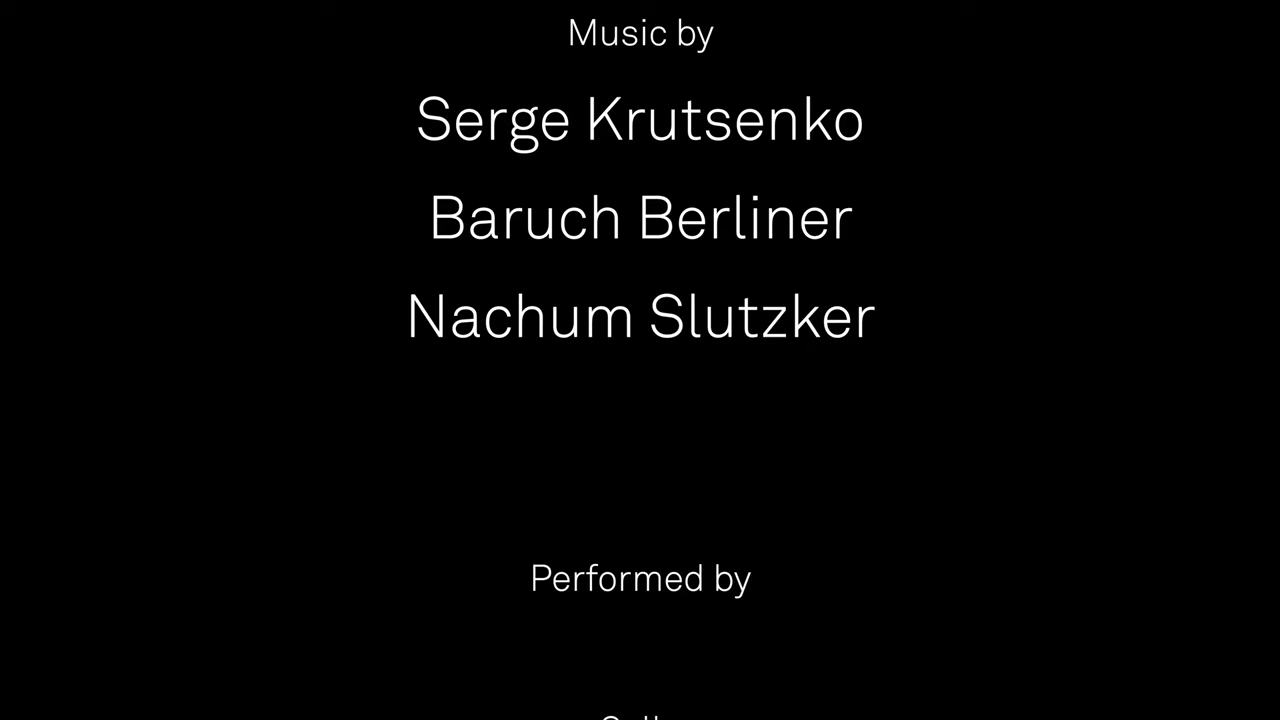 Music by
Serge Krutsenko
Baruch Berliner
Nachum Slutzker
Performed by